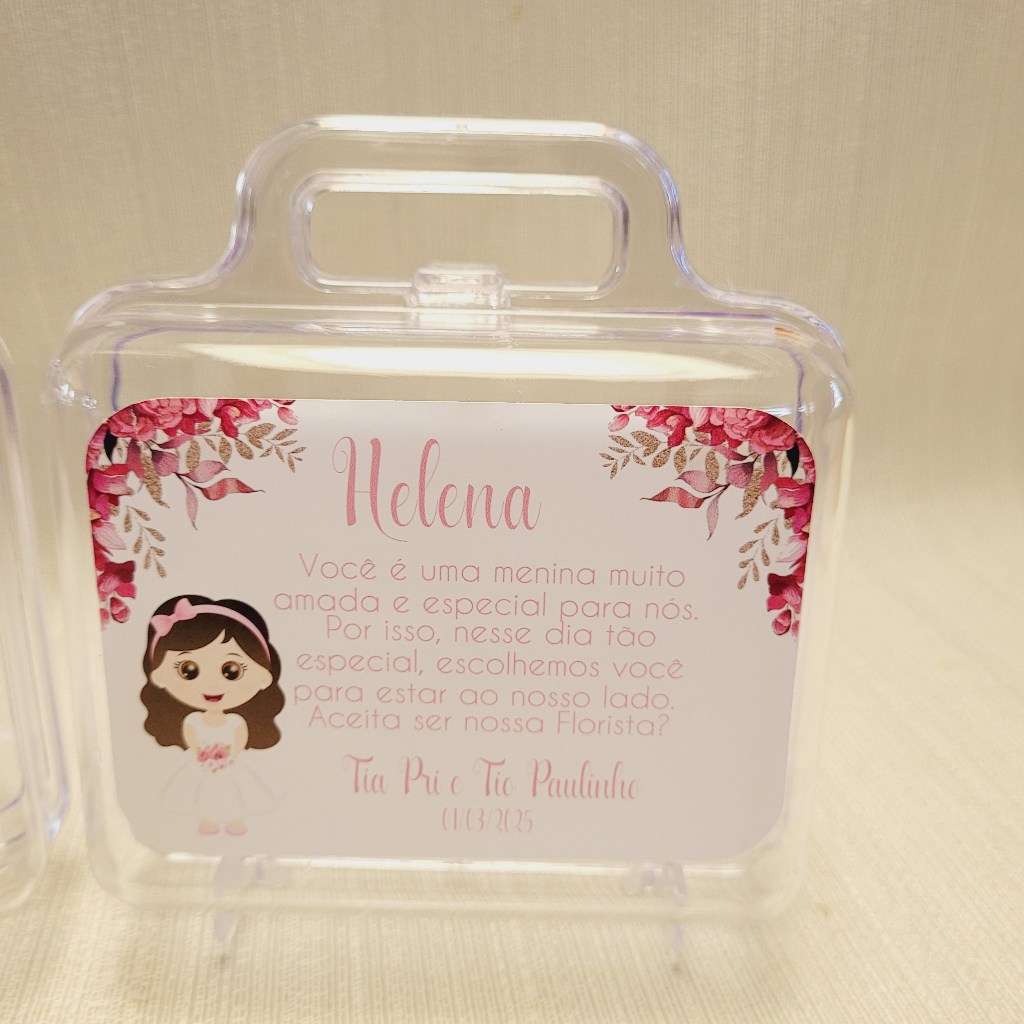 Helena
Você é uma menina muito
amada e especial para nós.
Por isso, nesse dia tão
especial, escolhemos você
para estar ao nosso lado.
Aceita ser nossa Florista?
Tia Pri e Tio Paulinho
01/03/2025